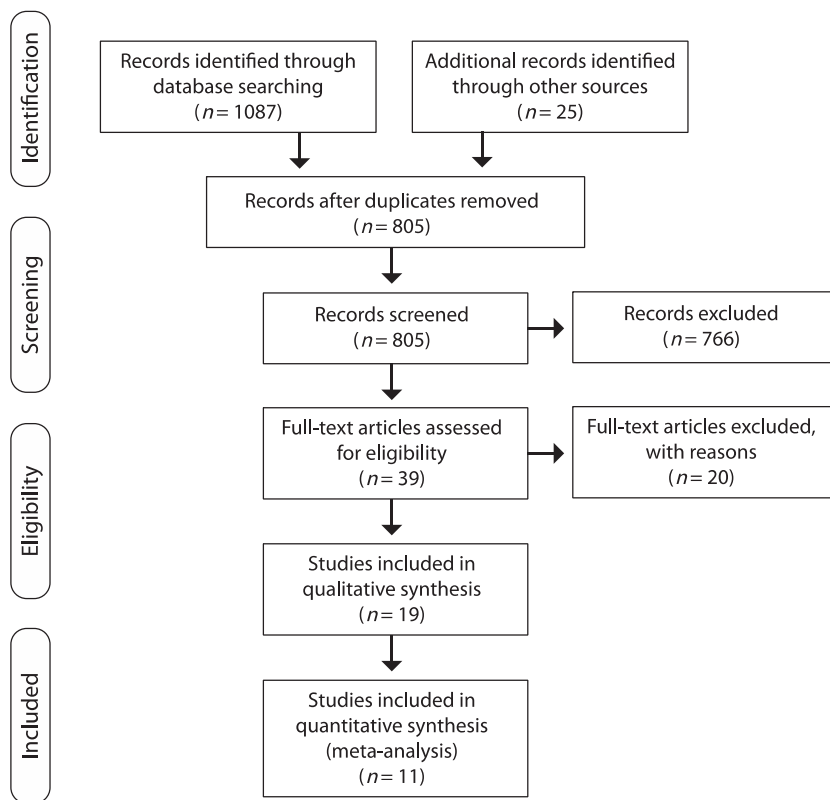 Identification
Records identified through
database searching
(n = 1087)
Additional records identified
through other sources
(n = 25)
Records after duplicates removed
(n = 805)
Screening
Records screened
(n = 805)
Records excluded
(n = 766)
Eligibility
Full-text articles assessed
for eligibility
(n = 39)
Full-text articles excluded,
with reasons
(n = 20)
Studies included in
qualitative synthesis
(n = 19)
Included
Studies included in
quantitative synthesis
(meta-analysis)
(n = 11)